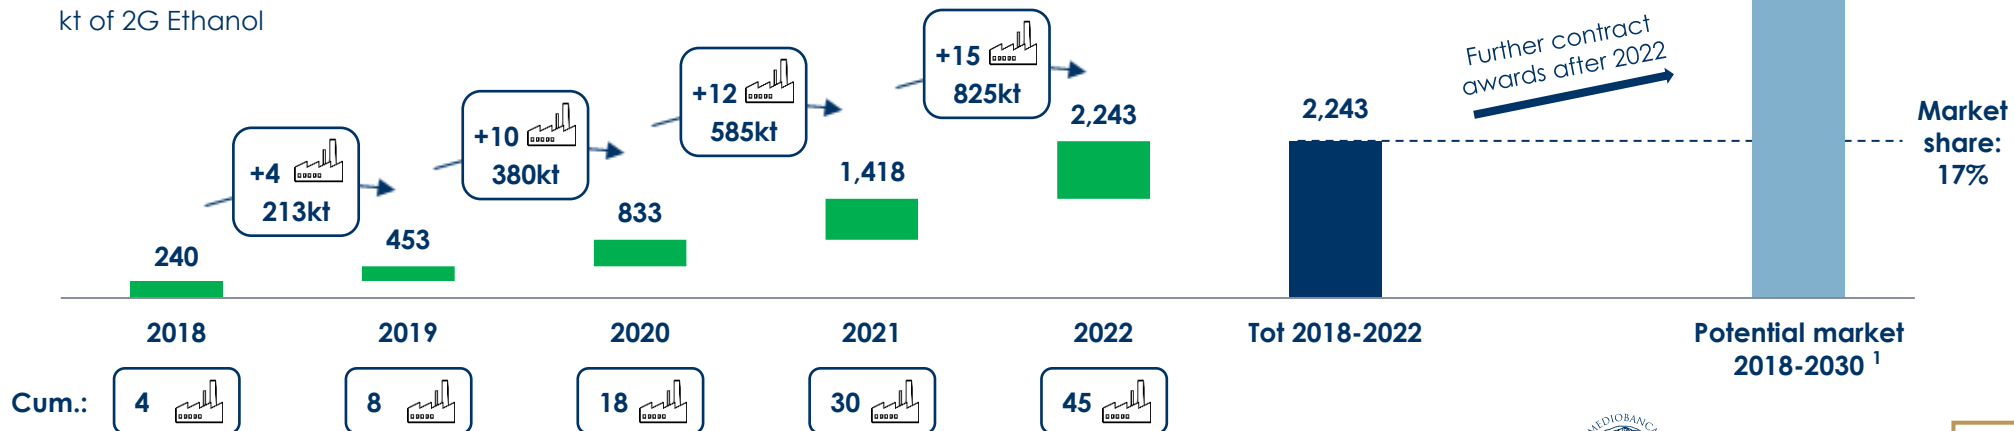 kt of 2G Ethanol
+4
213kt
+10
380kt
+12
585kt
+15
825kt
Further contract
awards after 2022
240
453
833
1,418
2,243
2,243
Market
share:
17%
2018
2019
2020
2021
2022
Tot 2018-2022
Potential market
2018-2030 1
Cum.:
4
8
18
30
45
MEDIOBANCA